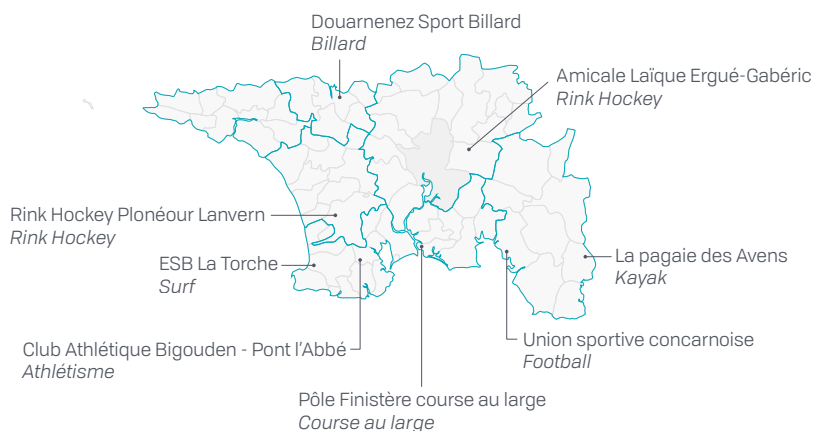 Douarnenez Sport Billard
Billard
Amicale Laïque Ergué-Gabéric
Rink Hockey
Rink Hockey Plonéour Lanvern
Rink Hockey
ESB La Torche
Surf
La pagaie des Avens
Kayak
Club Athlétique Bigouden - Pont l'Abbé
Athlétisme
Union sportive concarnoise
Football
Pôle Finistère course au large
Course au large